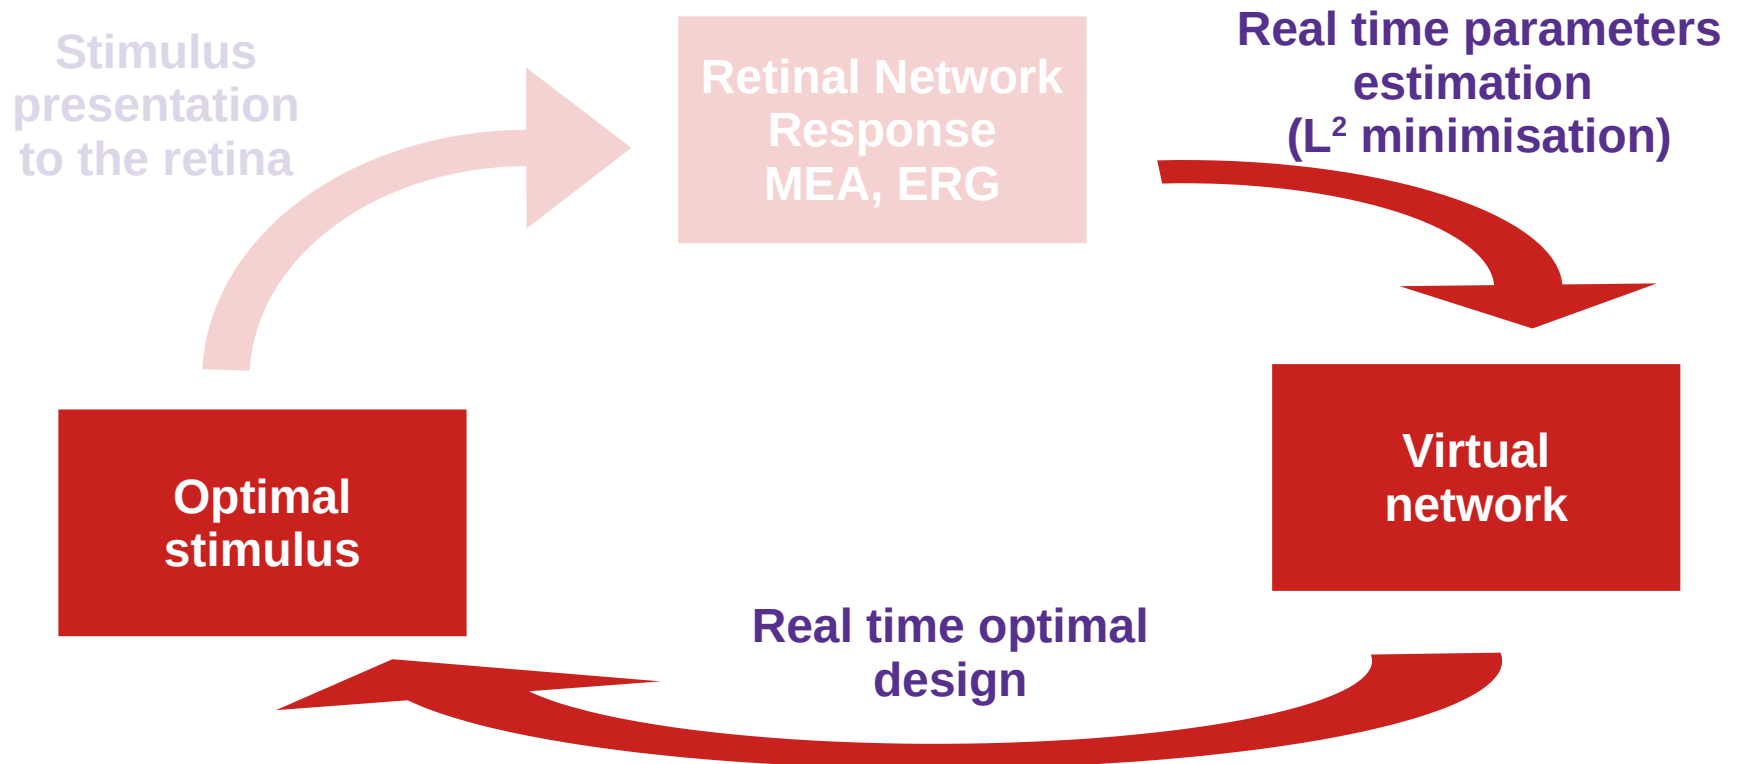 Stimulus
presentation
to the retina
Retinal Network
Response
MEA, ERG
Real time parameters
estimation
(L² minimisation)
Virtual
network
Optimal
stimulus
Real time optimal
design